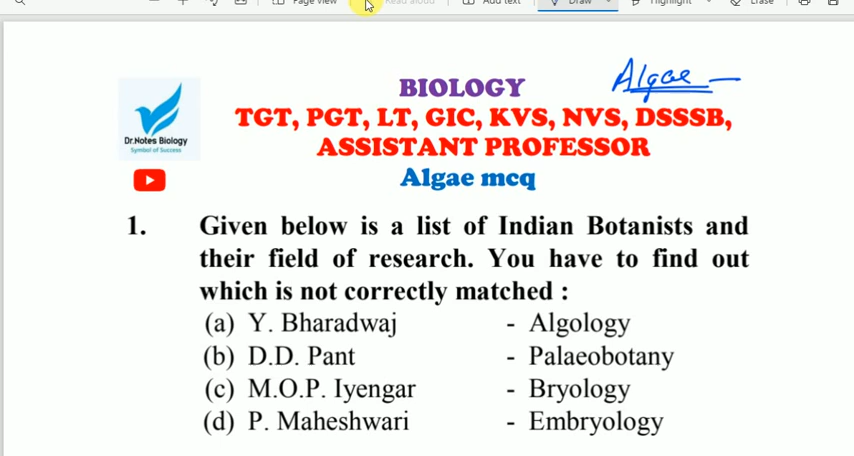 Page view
Read aloud
Add text
Draw
Highlight
Erase
BIOLOGY
Algae
TGT, PGT, LT, GIC, KVS, NVS, DSSSB,
Dr.Notes Biology
Symbol of Success
ASSISTANT PROFESSOR
Algae mcq
1. Given below is a list of Indian Botanists and
their field of research. You have to find out
which is not correctly matched :
(a) Y. Bharadwaj - Algology
(b) D.D. Pant - Palaeobotany
(c) M.O.P. Iyengar - Bryology
(d) P. Maheshwari - Embryology